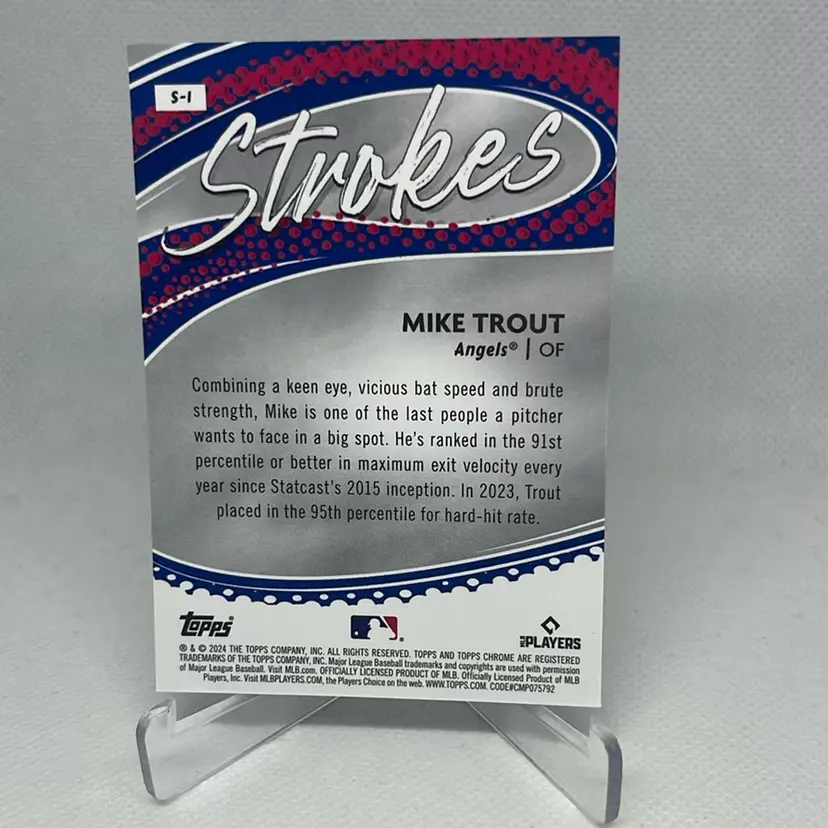 S-1
Strokes
MIKE TROUT
Angels® | OF
Combining a keen eye, vicious bat speed and brute
strength, Mike is one of the last people a pitcher
wants to face in a big spot. He's ranked in the 91st
percentile or better in maximum exit velocity every
year since Statcast's 2015 inception. In 2023, Trout
placed in the 95th percentile for hard-hit rate.
topps®
MLB PLAYERS
® & © 2024 THE TOPPS COMPANY, INC. ALL RIGHTS RESERVED. TOPPS AND TOPPS CHROME ARE REGISTERED
TRADEMARKS OF THE TOPPS COMPANY, INC. Major League Baseball trademarks and copyrights are used with permission
of Major League Baseball. Visit MLB.com. OFFICIALLY LICENSED PRODUCT OF MLB. Officially Licensed Product of MLB
Players, Inc. Visit MLBPLAYERS.COM, the Players Choice on the web. WWW.TOPPS.COM. CODE#CMP075792